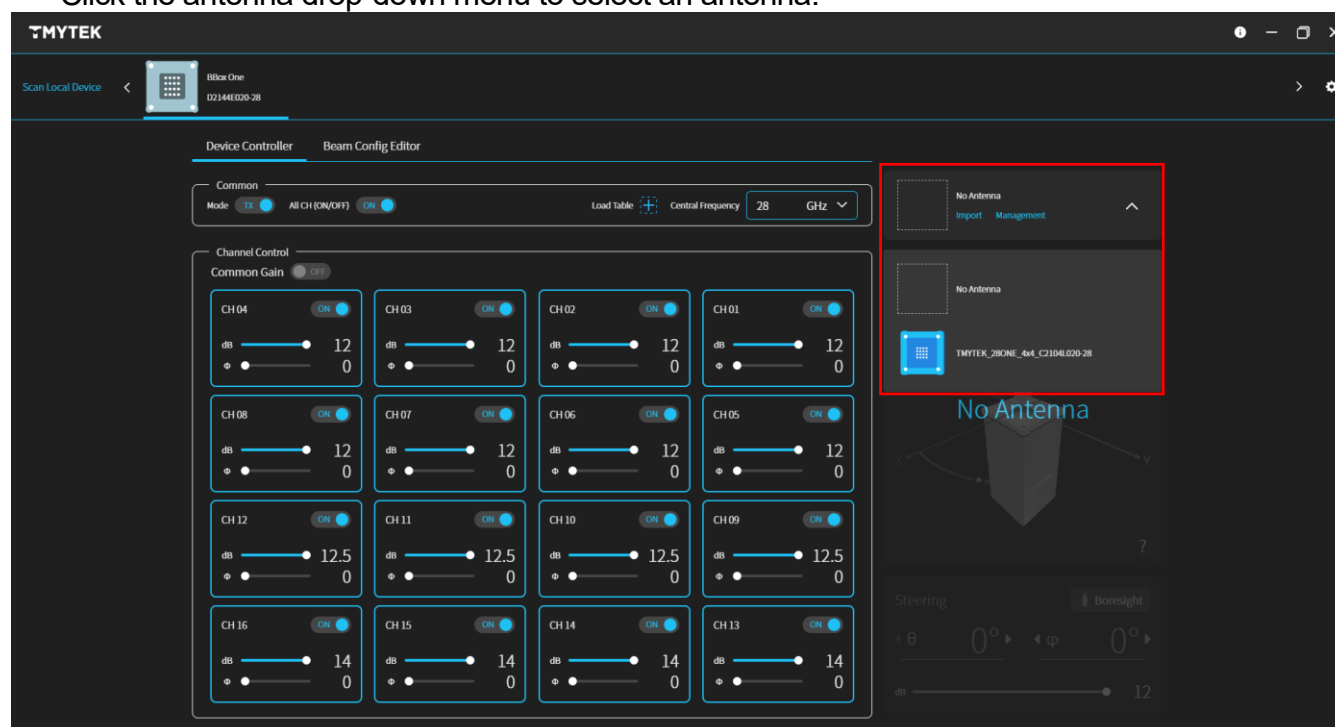 Click the antenna drop-down menu to select an antenna.
TMYTEK
Scan Local Device
BBox One
D2144E020-28
Device Controller Beam Config Editor
Common
Mode TX All CH (ON/OFF) ON Load Table Central Frequency 28 GHz
No Antenna
Import Management
Channel Control
Common Gain OFF
No Antenna
TMYTEK_28ONE_4x4_C2104L020-28
CH 04 ON CH 03 ON CH 02 ON CH 01 ON
dB 12 dB 12 dB 12 dB 12
Φ 0 Φ 0 Φ 0 Φ 0
No Antenna
X Y
CH 08 ON CH 07 ON CH 06 ON CH 05 ON
dB 12 dB 12 dB 12 dB 12
Φ 0 Φ 0 Φ 0 Φ 0
CH 12 ON CH 11 ON CH 10 ON CH 09 ON
dB 12.5 dB 12.5 dB 12.5 dB 12.5
Φ 0 Φ 0 Φ 0 Φ 0
?
Steering Boresight
θ 0° φ 0°
dB 12
CH 16 ON CH 15 ON CH 14 ON CH 13 ON
dB 14 dB 14 dB 14 dB 14
Φ 0 Φ 0 Φ 0 Φ 0